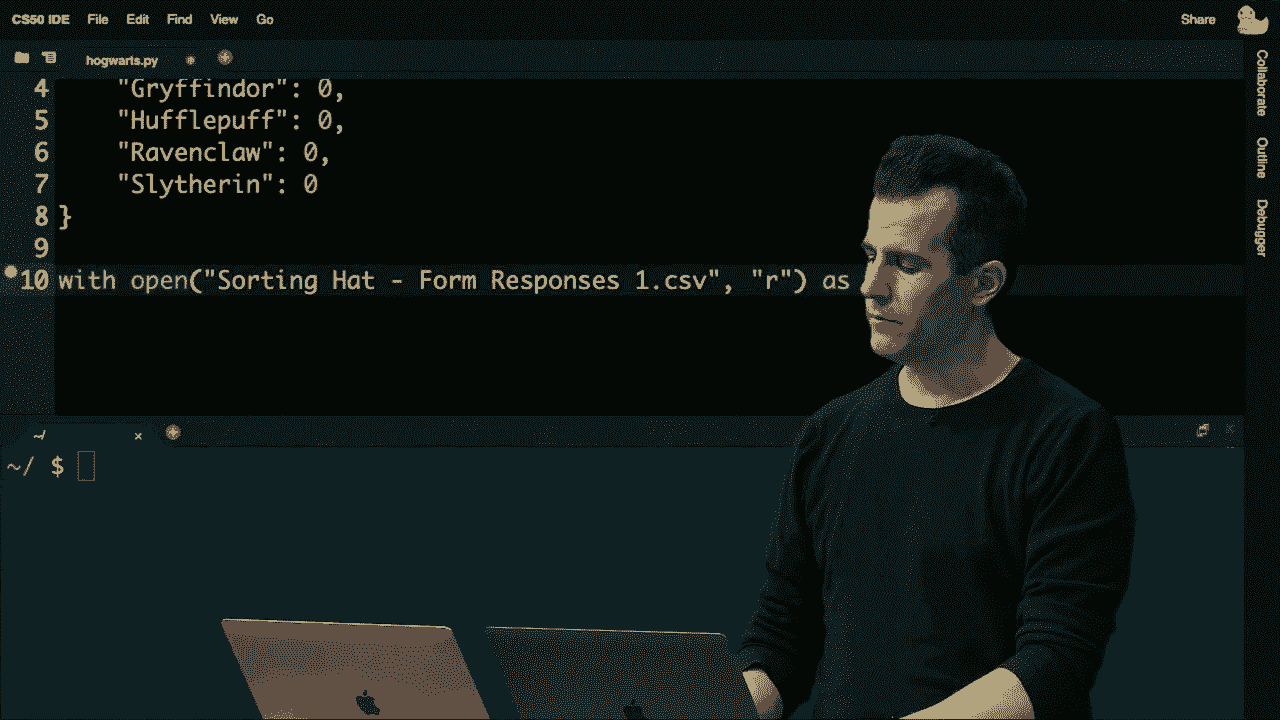 CS50 IDE File Edit Find View Go Share
hogwarts.py
4 "Gryffindor": 0,
5 "Hufflepuff": 0,
6 "Ravenclaw": 0,
7 "Slytherin": 0
8 }
9
10 with open("Sorting Hat - Form Responses 1.csv", "r") as
~/
~/ $
Collaborate
Outline
Debugger